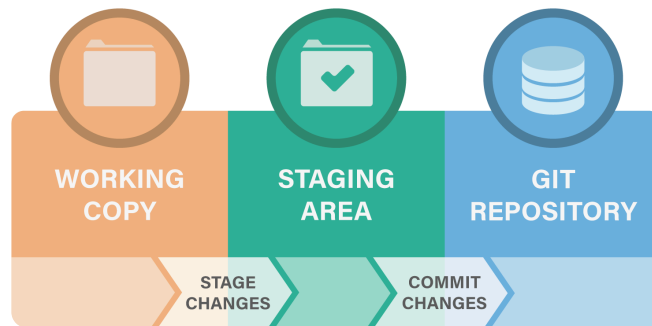 WORKING
COPY
STAGING
AREA
GIT
REPOSITORY
STAGE
CHANGES
COMMIT
CHANGES